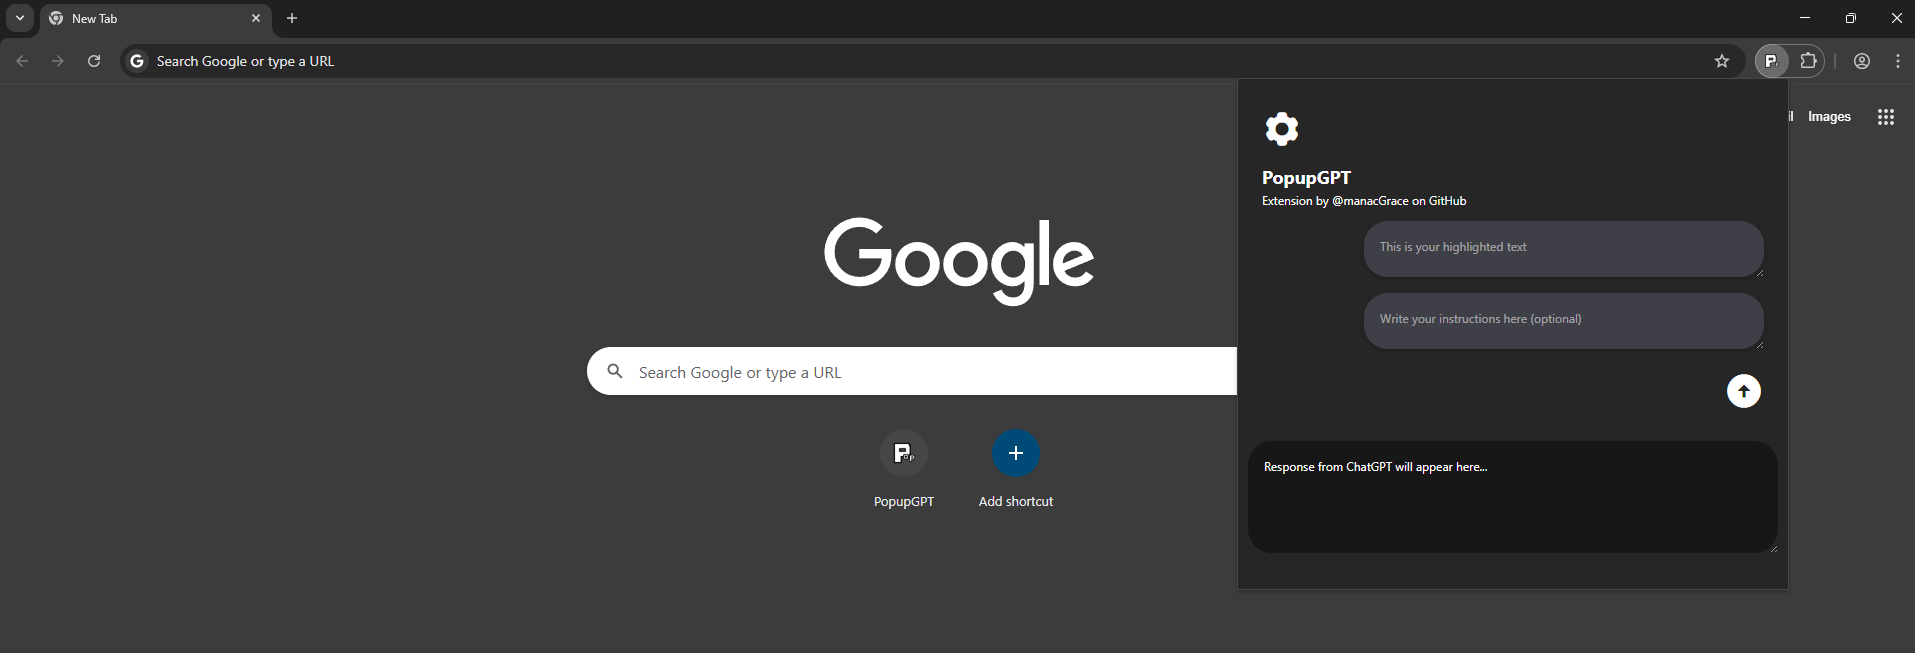 New Tab
Search Google or type a URL
il Images
PopupGPT
Extension by @manacGrace on GitHub
This is your highlighted text
Write your instructions here (optional)
Response from ChatGPT will appear here...
Google
Search Google or type a URL
PopupGPT
Add shortcut